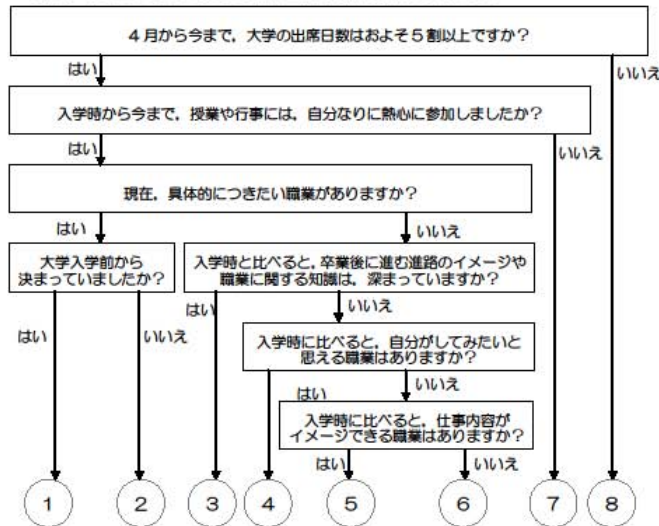 ４月から今まで，大学の出席日数はおよそ５割以上ですか？
はい
いいえ
入学時から今まで，授業や行事には，自分なりに熱心に参加しましたか？
はい
いいえ
現在，具体的につきたい職業がありますか？
はい
いいえ
大学入学前から
決まっていましたか？
入学時と比べると，卒業後に進む進路のイメージや
職業に関する知識は，深まっていますか？
はい
いいえ
はい
いいえ
入学時に比べると，自分がしてみたいと
思える職業はありますか？
はい
いいえ
入学時に比べると，仕事内容が
イメージできる職業はありますか？
はい
いいえ
1
2
3
4
5
6
7
8